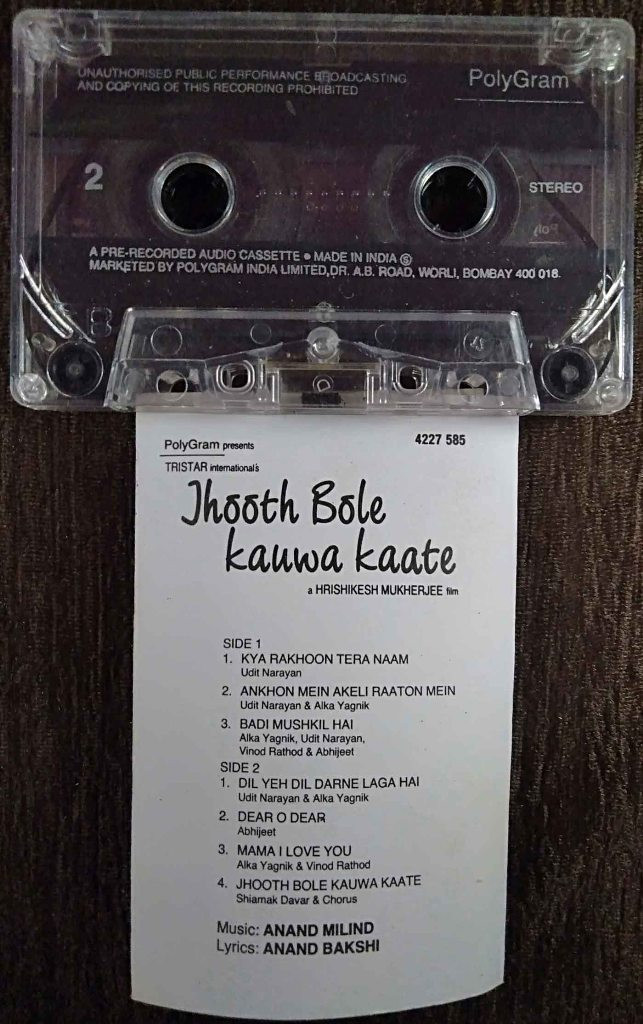 UNAUTHORISED PUBLIC PERFORMANCE BROADCASTING
AND COPYING OF THIS RECORDING PROHIBITED
PolyGram
2
STEREO
A PRE-RECORDED AUDIO CASSETTE ● MADE IN INDIA Ⓢ
MARKETED BY POLYGRAM INDIA LIMITED,DR. A.B. ROAD, WORLI, BOMBAY 400 018.
B
PolyGram presents
4227 585
TRISTAR international's
Jhooth Bole
kauwa kaate
a HRISHIKESH MUKHERJEE film
SIDE 1
1. KYA RAKHOON TERA NAAM
Udit Narayan
2. ANKHON MEIN AKELI RAATON MEIN
Udit Narayan & Alka Yagnik
3. BADI MUSHKIL HAI
Alka Yagnik, Udit Narayan,
Vinod Rathod & Abhijeet
SIDE 2
1. DIL YEH DIL DARNE LAGA HAI
Udit Narayan & Alka Yagnik
2. DEAR O DEAR
Abhijeet
3. MAMA I LOVE YOU
Alka Yagnik & Vinod Rathod
4. JHOOTH BOLE KAUWA KAATE
Shiamak Davar & Chorus
Music: ANAND MILIND
Lyrics: ANAND BAKSHI